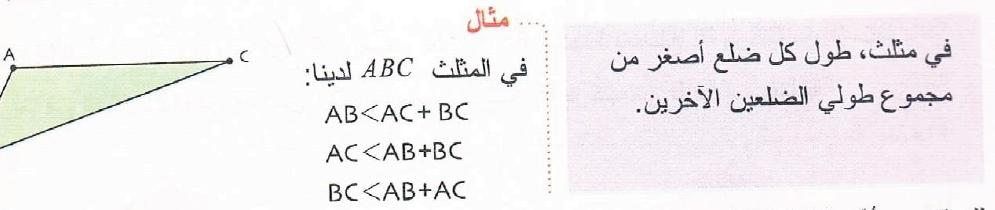 في مثلث، طول كل ضلع أصغر من
مجموع طولي الضلعين الآخرين.
مثال
في المثلث ABC لدينا:
AB<AC+BC
AC<AB+BC
BC<AB+AC
A
C